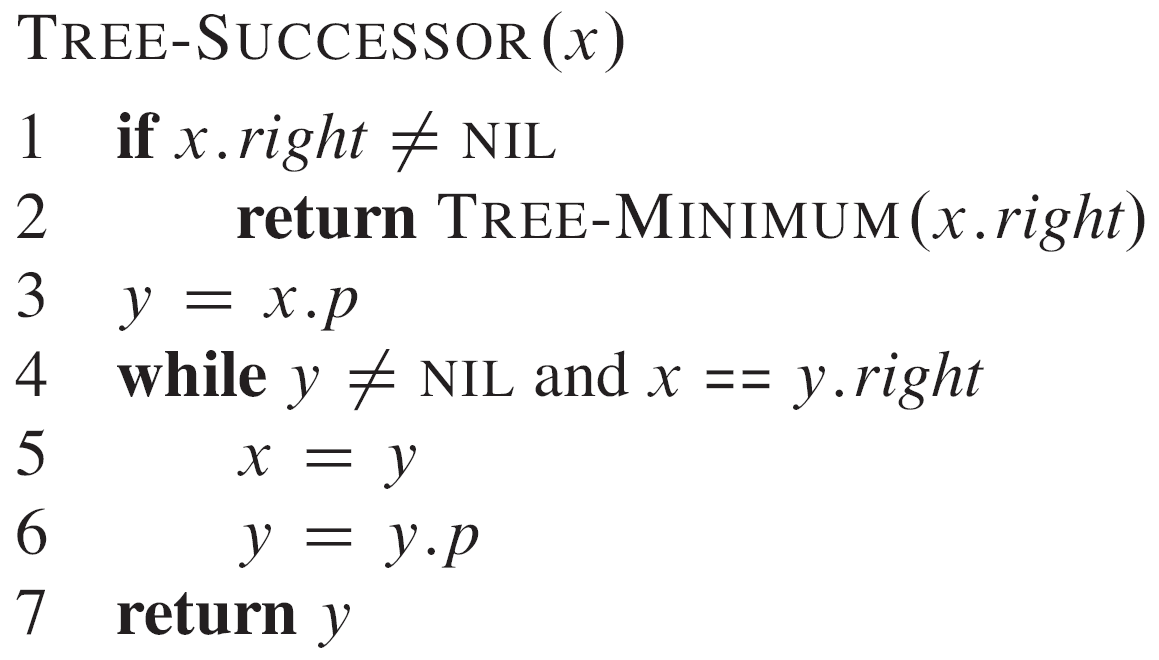 TREE-SUCCESSOR(x)
1 if x.right ≠ NIL
2 return TREE-MINIMUM(x.right)
3 y = x.p
4 while y ≠ NIL and x == y.right
5 x = y
6 y = y.p
7 return y